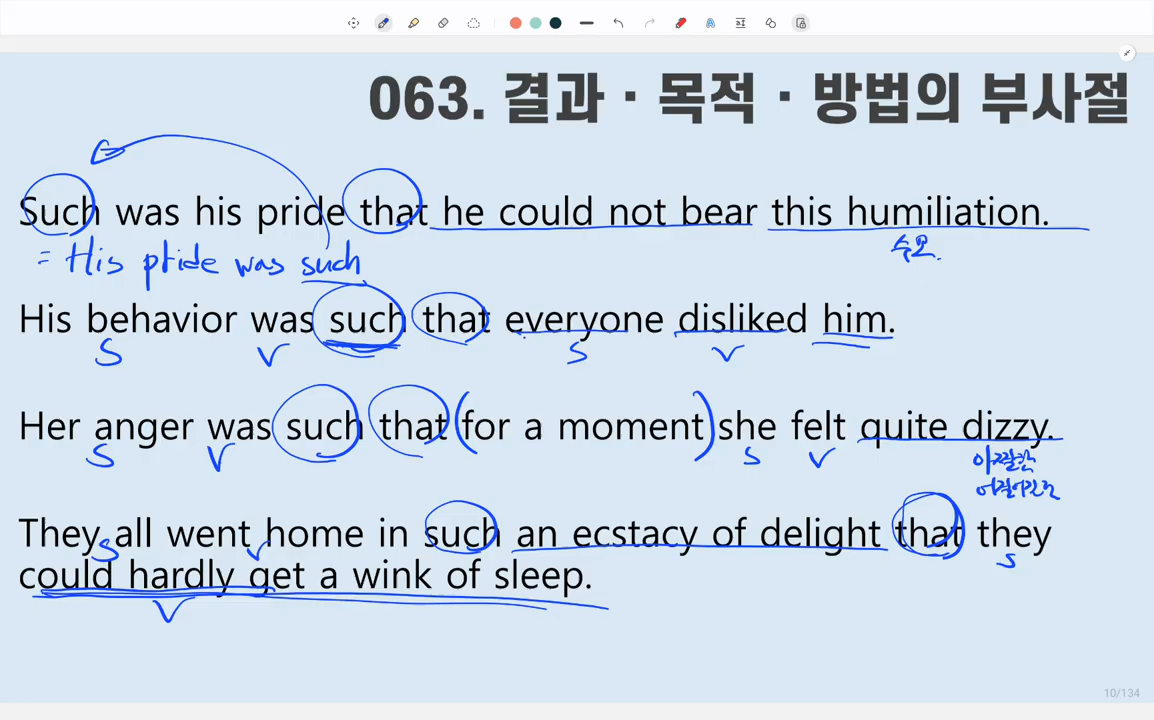 063. 결과 · 목적 · 방법의 부사절
Such was his pride that he could not bear this humiliation.
= His pride was such
수모.
His behavior was such that everyone disliked him.
S V S V
Her anger was such that (for a moment) she felt quite dizzy.
S V S V
아찔한
They all went home in such an ecstacy of delight that they
S V S
could hardly get a wink of sleep.
V
10/134